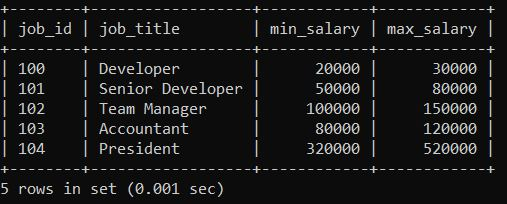 +--------+------------------+------------+------------+
| job_id | job_title        | min_salary | max_salary |
+--------+------------------+------------+------------+
| 100    | Developer        |      20000 |      30000 |
| 101    | Senior Developer |      50000 |      80000 |
| 102    | Team Manager     |     100000 |     150000 |
| 103    | Accountant       |      80000 |     120000 |
| 104    | President        |     320000 |     520000 |
+--------+------------------+------------+------------+
5 rows in set (0.001 sec)